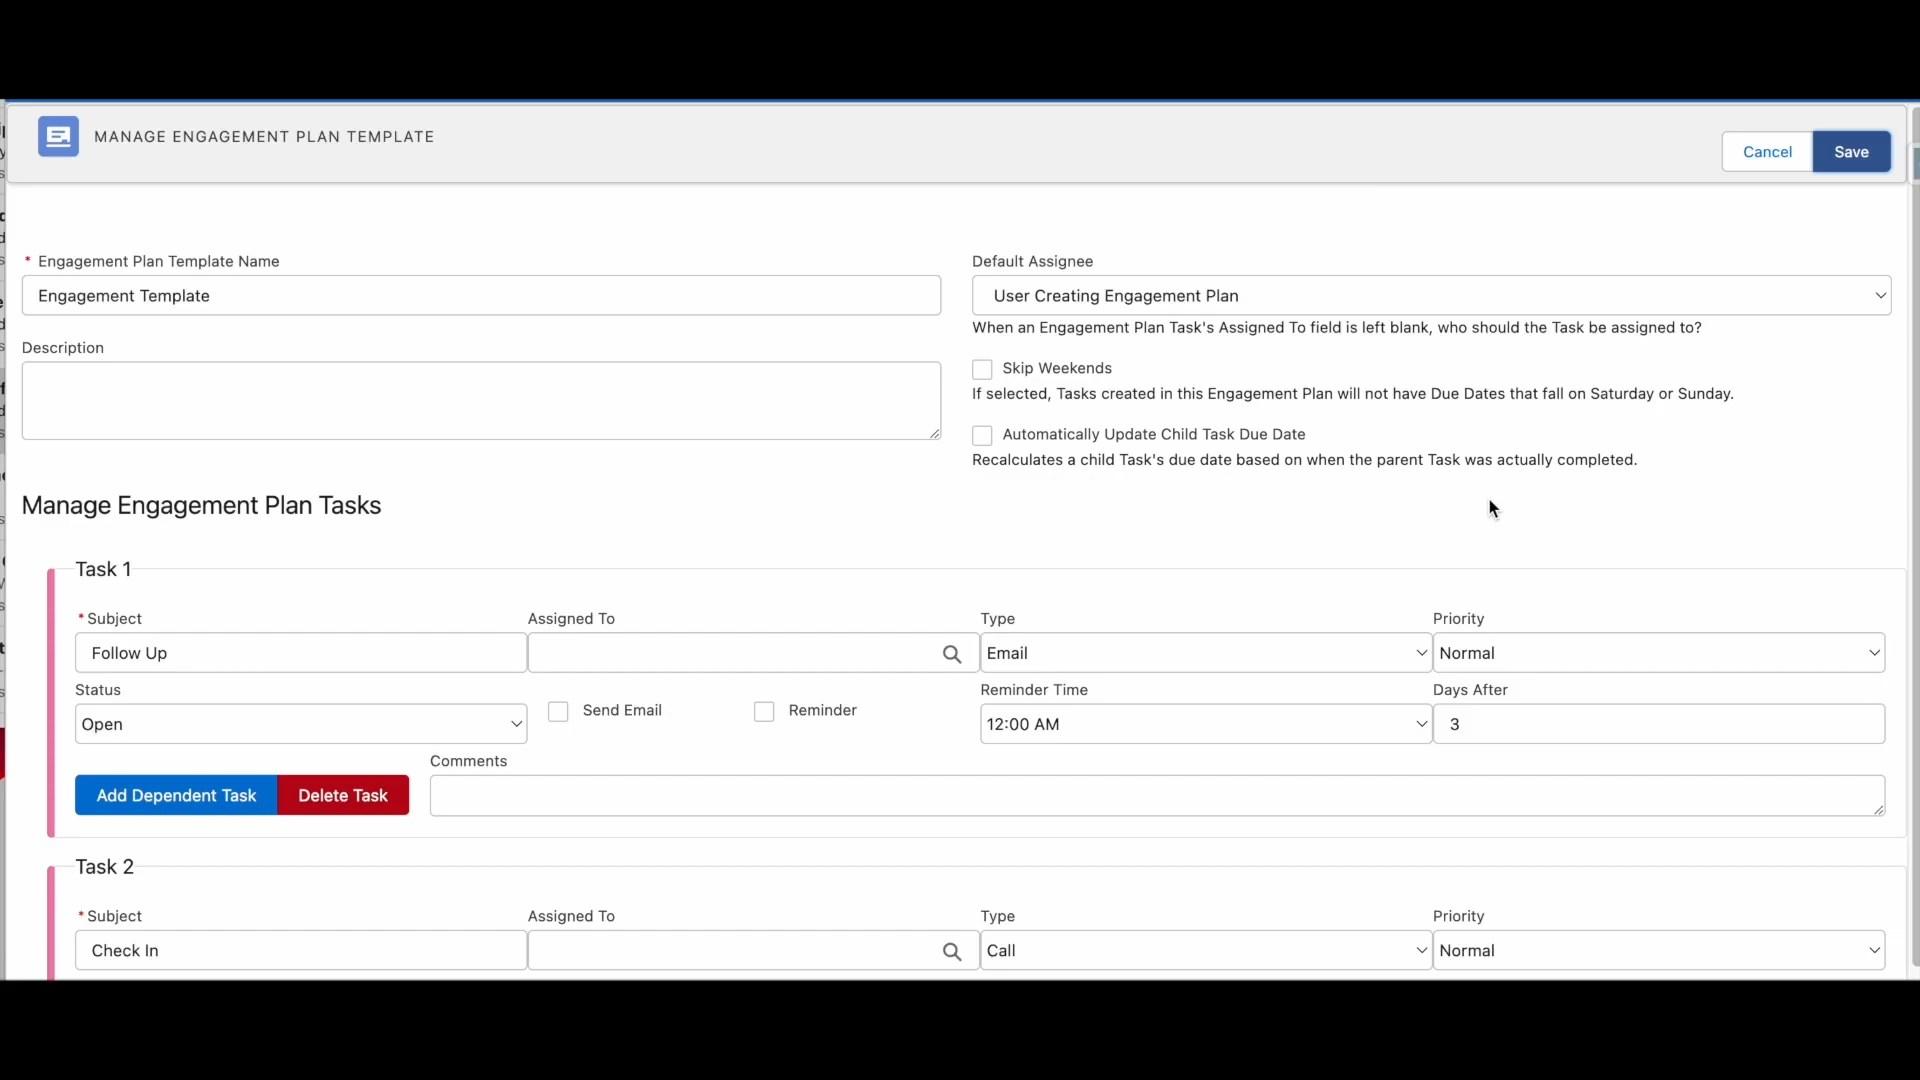 MANAGE ENGAGEMENT PLAN TEMPLATE
Cancel
Save
* Engagement Plan Template Name
Engagement Template
Default Assignee
User Creating Engagement Plan
When an Engagement Plan Task's Assigned To field is left blank, who should the Task be assigned to?
Description
Skip Weekends
If selected, Tasks created in this Engagement Plan will not have Due Dates that fall on Saturday or Sunday.
Automatically Update Child Task Due Date
Recalculates a child Task's due date based on when the parent Task was actually completed.
Manage Engagement Plan Tasks
Task 1
* Subject
Assigned To
Type
Priority
Follow Up
Email
Normal
Status
Send Email
Reminder
Reminder Time
Days After
Open
12:00 AM
3
Comments
Add Dependent Task
Delete Task
Task 2
* Subject
Assigned To
Type
Priority
Check In
Call
Normal